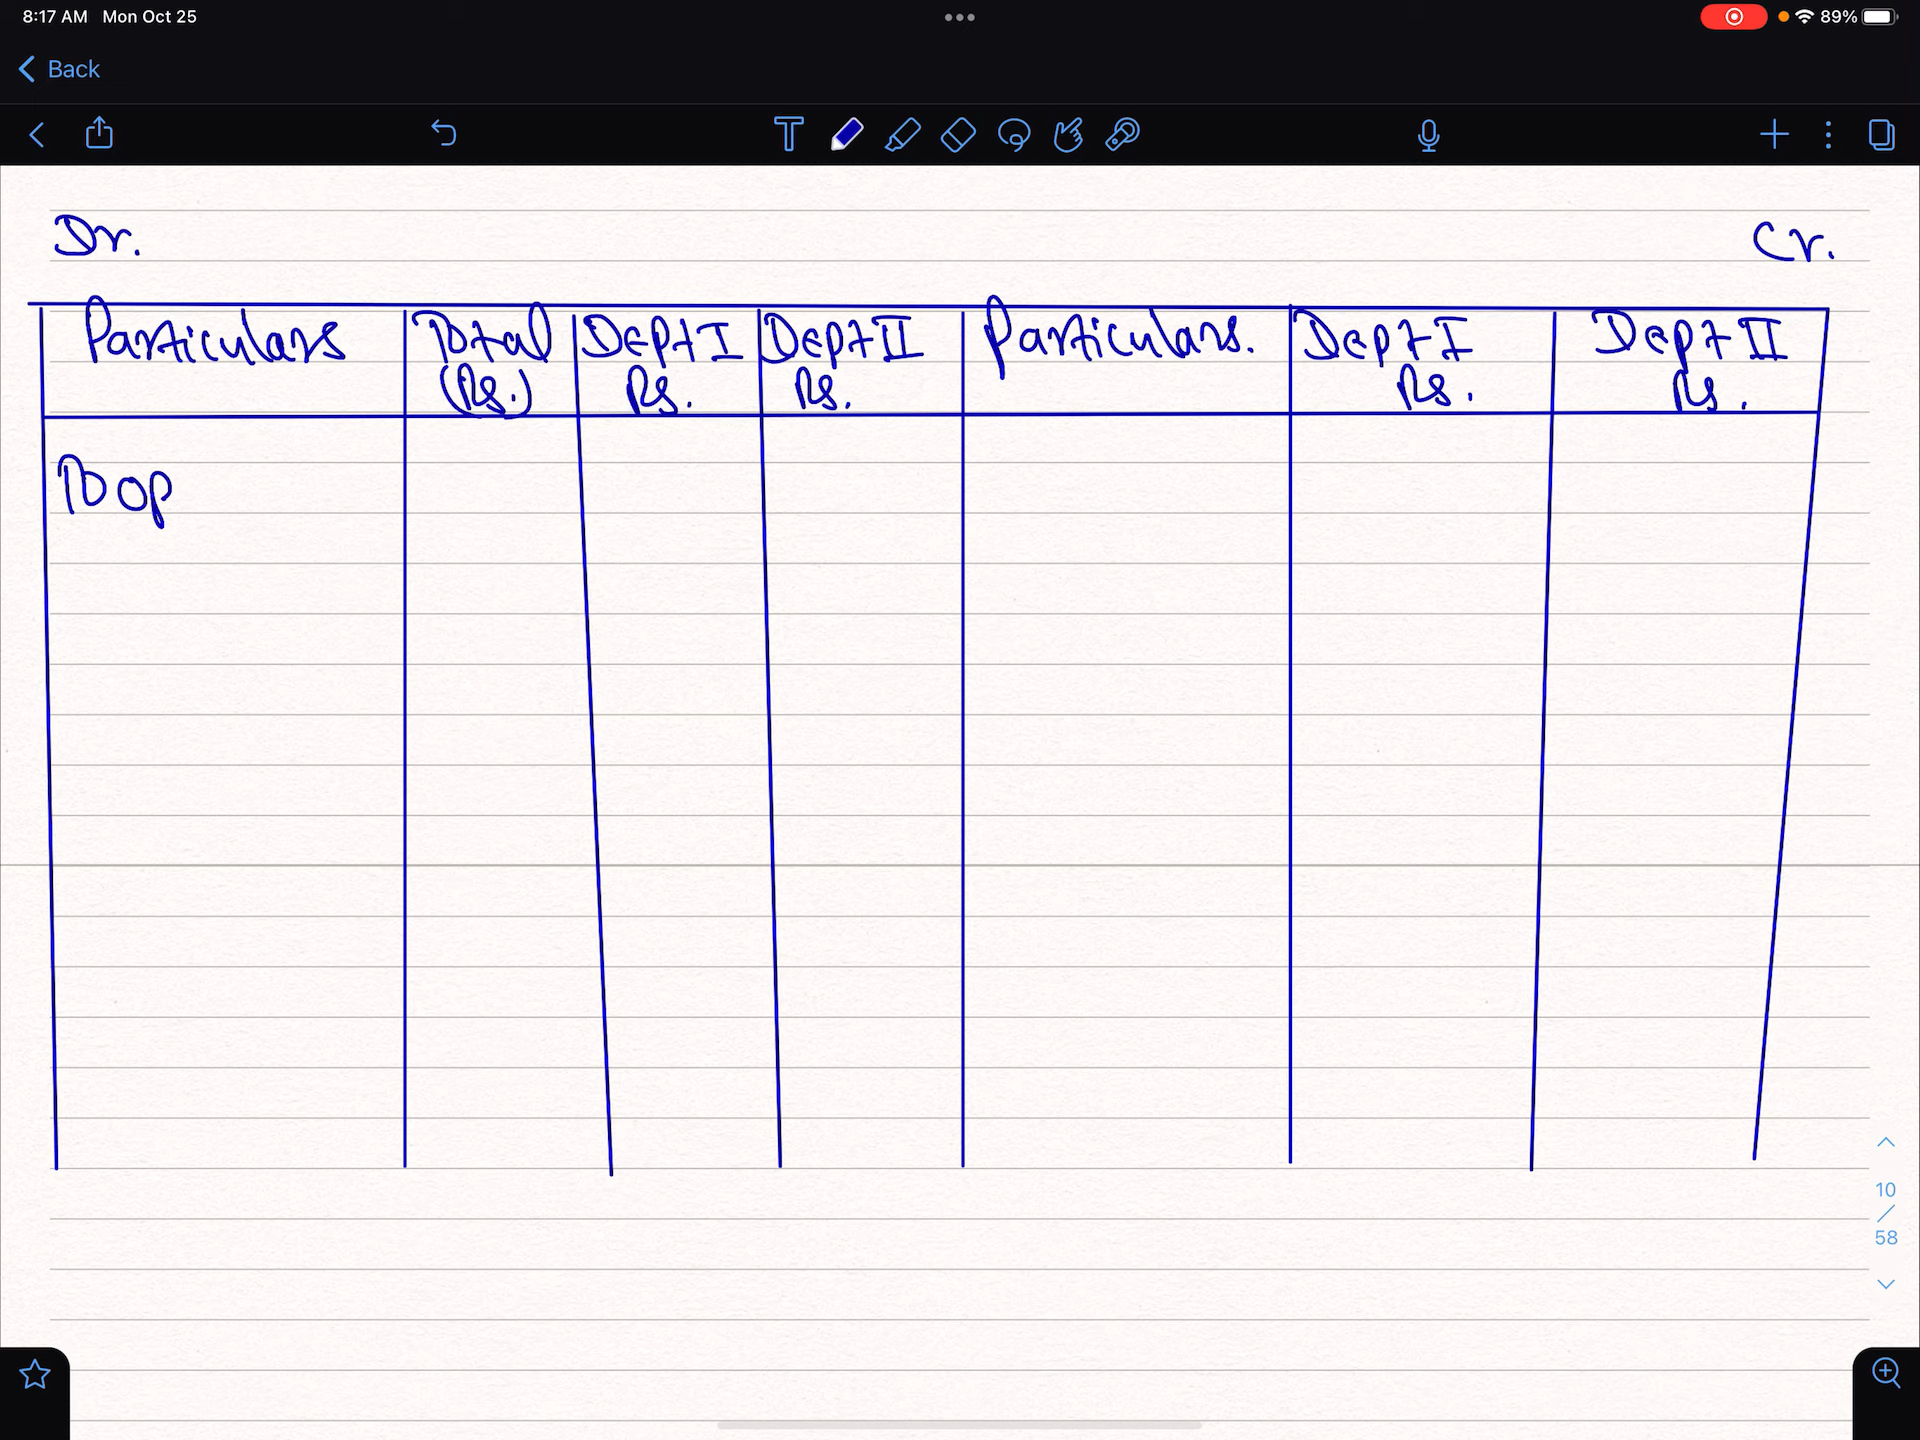 8:17 AM Mon Oct 25
89%
Back
Dr. Cr.
Particulars Total Dept I Dept II Particulars. Dept I Dept II
(Rs.) Rs. Rs. Rs. Rs.
To op
10
/
58